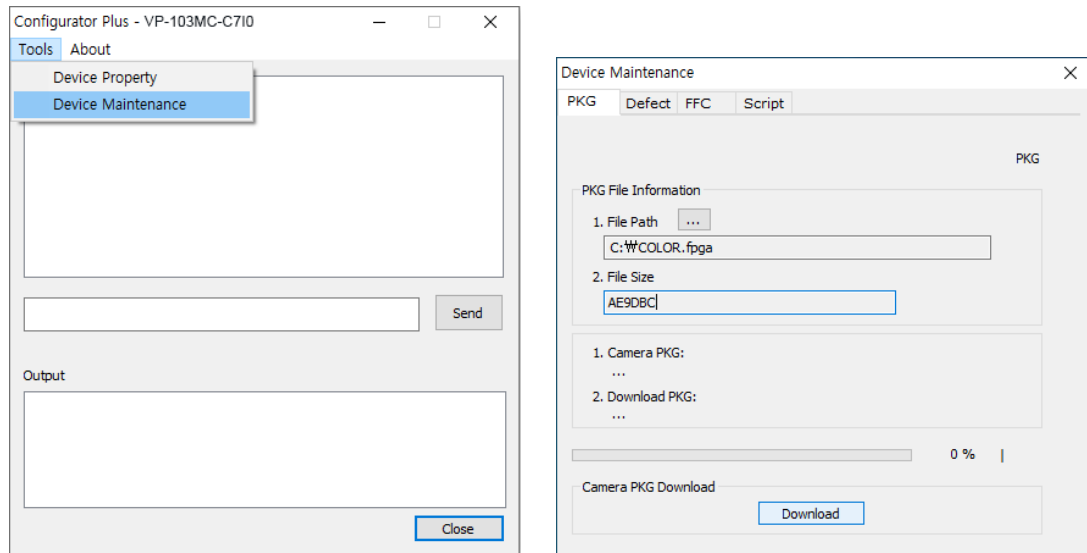 Configurator Plus - VP-103MC-C7I0
Tools About
Device Property
Device Maintenance
Send
Output
Close
Device Maintenance
PKG Defect FFC Script
PKG
PKG File Information
1. File Path ...
C:₩COLOR.fpga
2. File Size
AE9DBC
1. Camera PKG:
...
2. Download PKG:
...
0 %
Camera PKG Download
Download